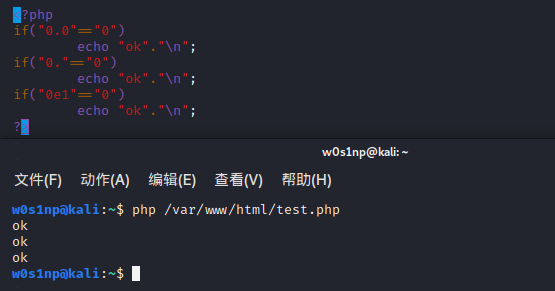 <?php
if("0.0"=="0")
        echo "ok"."\n";
if("0."=="0")
        echo "ok"."\n";
if("0e1"=="0")
        echo "ok"."\n";
?>
w0s1np@kali: ~
文件(F) 动作(A) 编辑(E) 查看(V) 帮助(H)
w0s1np@kali:~$ php /var/www/html/test.php
ok
ok
ok
w0s1np@kali:~$